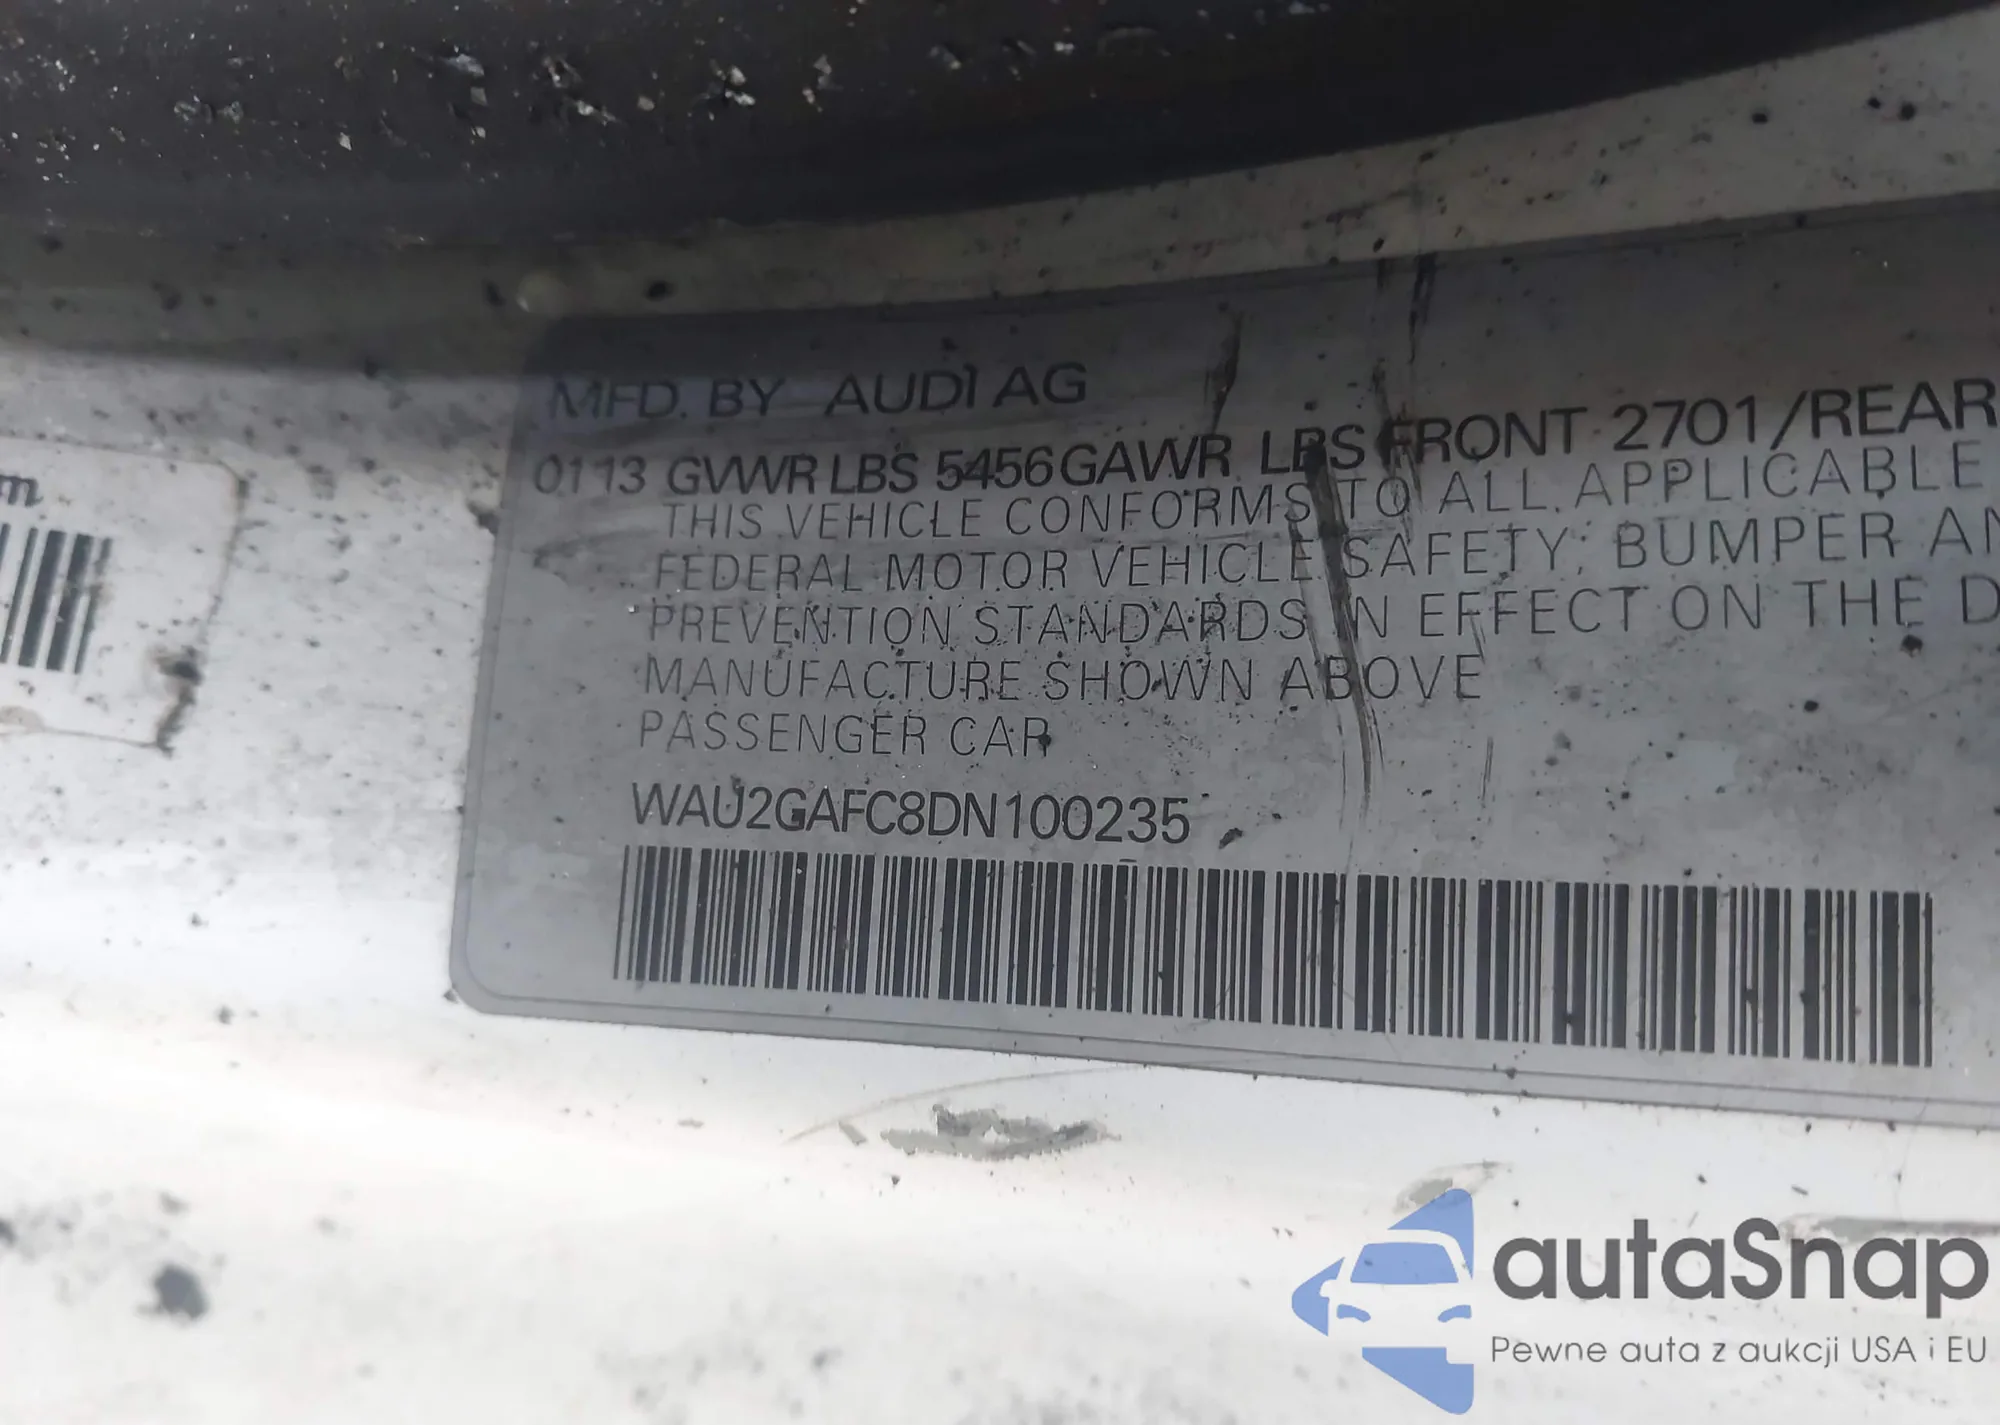 MFD. BY AUDI AG
0113 GVWR LBS 5456 GAWR LBS FRONT 2701/REAR
THIS VEHICLE CONFORMS TO ALL APPLICABLE
FEDERAL MOTOR VEHICLE SAFETY, BUMPER AN
PREVENTION STANDARDS IN EFFECT ON THE D
MANUFACTURE SHOWN ABOVE
PASSENGER CAR
WAU2GAFC8DN100235
m
autaSnap
Pewne auta z aukcji USA i EU